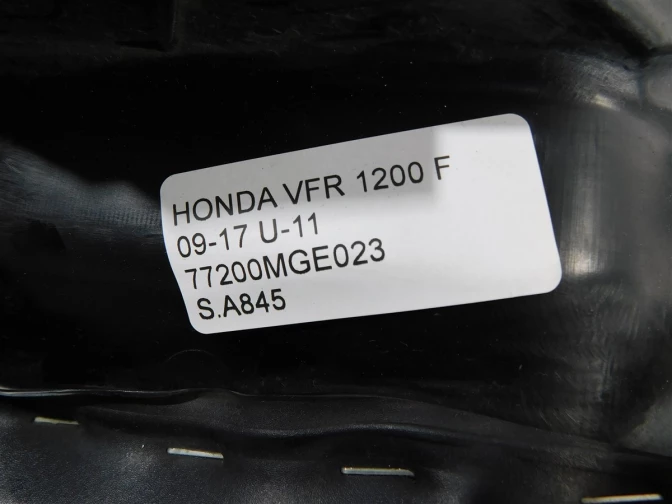 HONDA VFR 1200 F
09-17 U-11
77200MGE023
S.A845